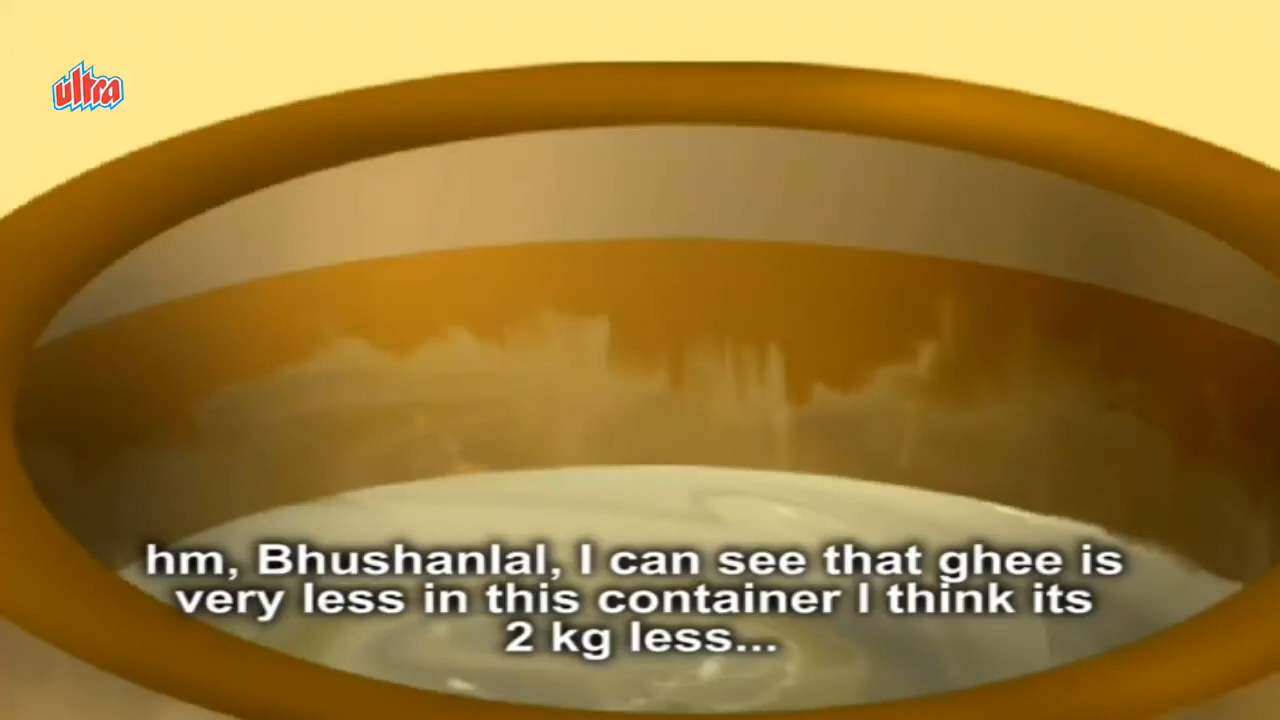 ultra
hm, Bhushanlal, I can see that ghee is
very less in this container I think its
2 kg less...